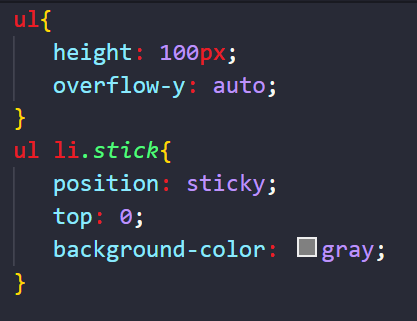 ul{
height: 100px;
overflow-y: auto;
}
ul li.stick{
position: sticky;
top: 0;
background-color: gray;
}